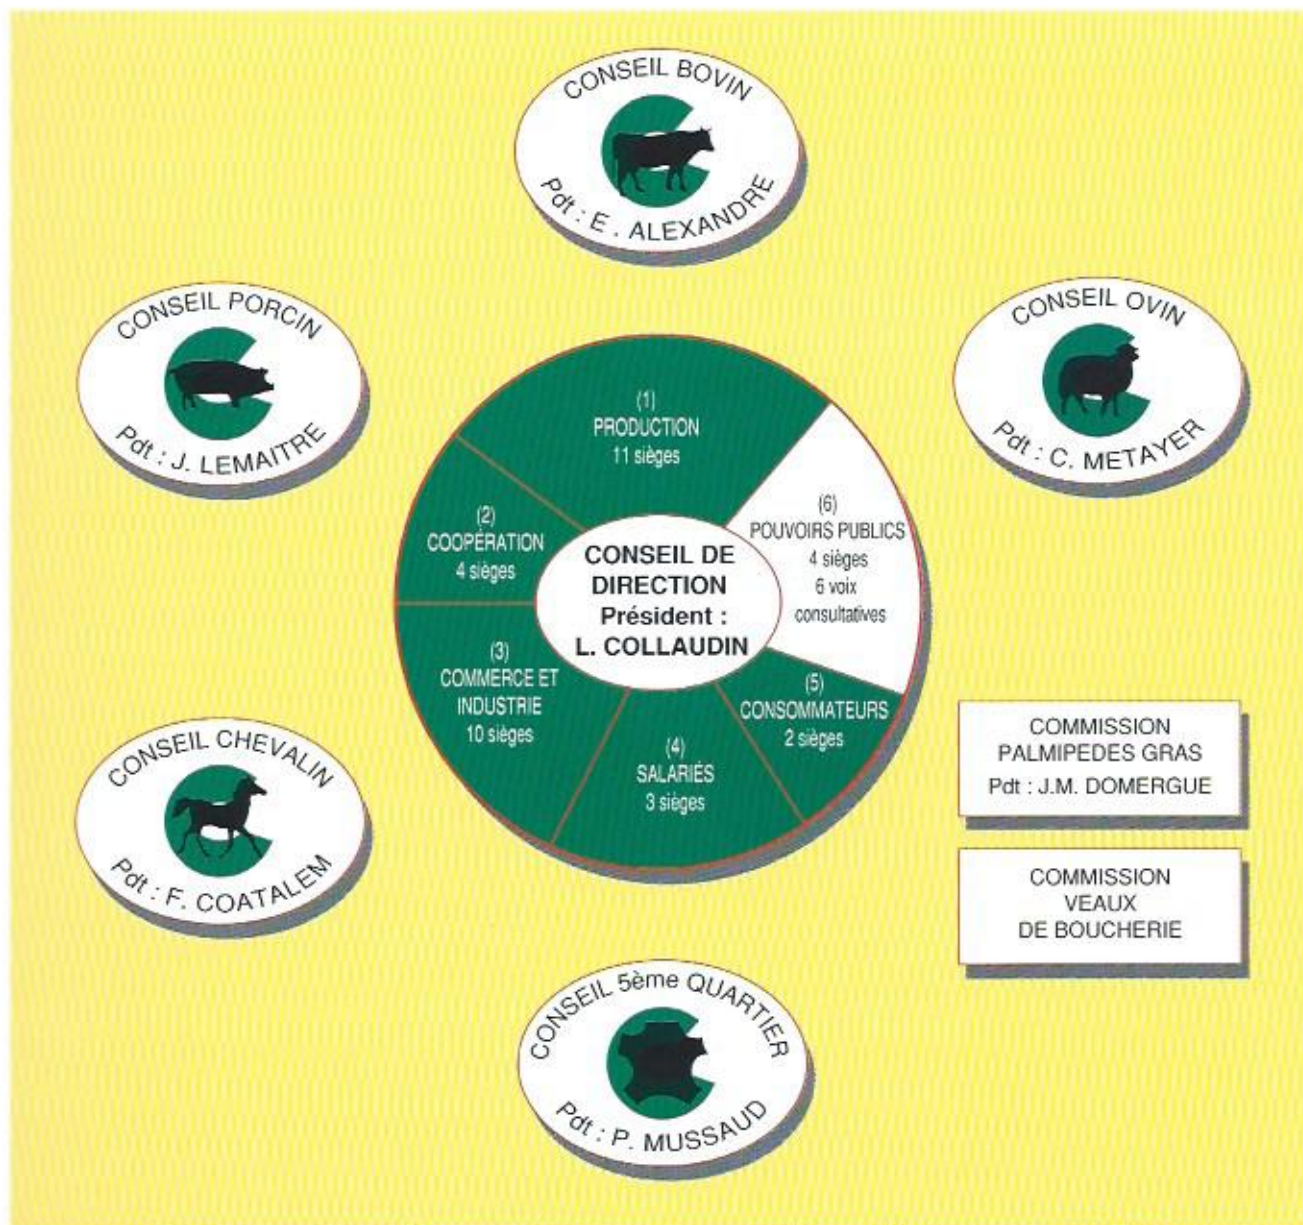 CONSEIL BOVIN
Pdt : E . ALEXANDRE
CONSEIL PORCIN
Pdt : J. LEMAITRE
CONSEIL OVIN
Pdt : C. METAYER
(1)
PRODUCTION
11 sièges
(2)
COOPÉRATION
4 sièges
(6)
POUVOIRS PUBLICS
4 sièges
6 voix
consultatives
CONSEIL DE
DIRECTION
Président :
L. COLLAUDIN
(3)
COMMERCE ET
INDUSTRIE
10 sièges
(4)
SALARIÉS
3 sièges
(5)
CONSOMMATEURS
2 sièges
CONSEIL CHEVALIN
Pdt : F. COATALEM
COMMISSION
PALMIPEDES GRAS
Pdt : J.M. DOMERGUE
COMMISSION
VEAUX
DE BOUCHERIE
CONSEIL 5ème QUARTIER
Pdt : P. MUSSAUD